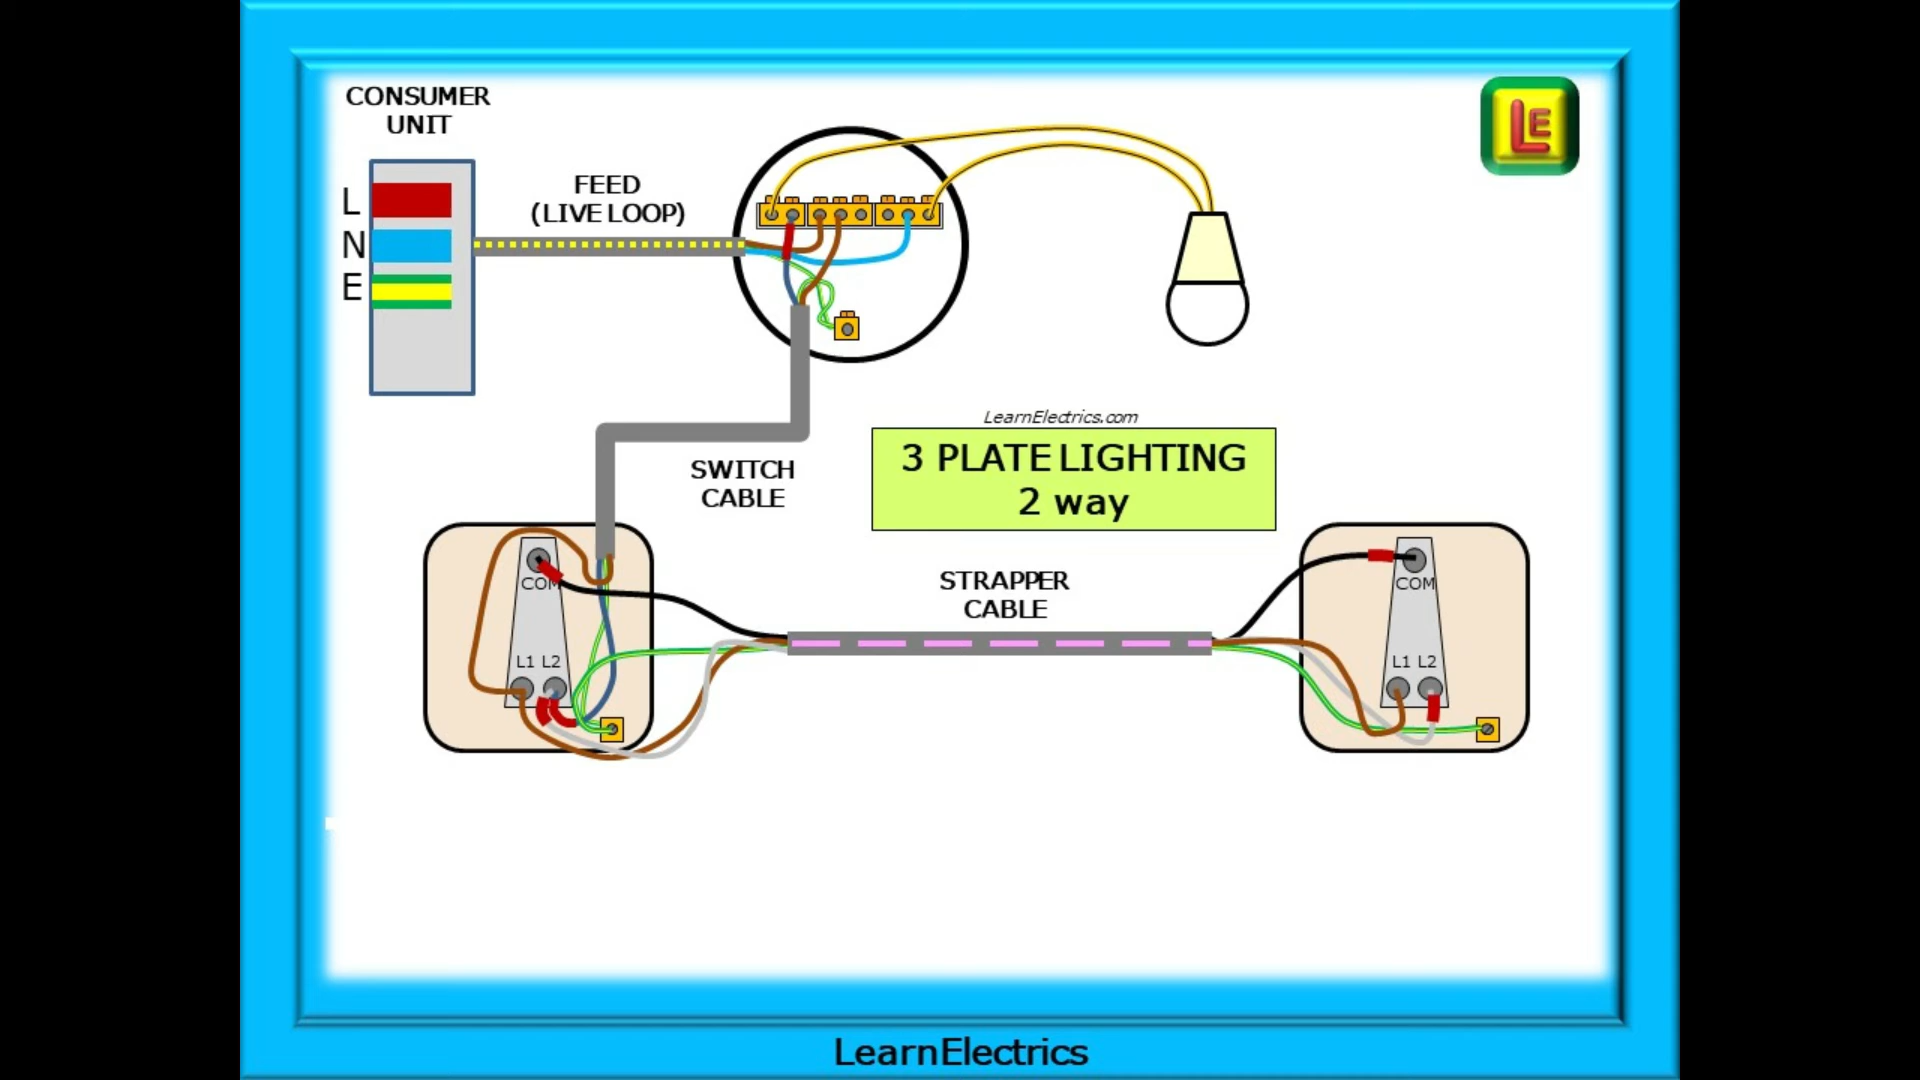 CONSUMER
UNIT
L
N
E
FEED
(LIVE LOOP)
LE
LearnElectrics.com
3 PLATE LIGHTING
2 way
SWITCH
CABLE
STRAPPER
CABLE
COM
L1 L2
COM
L1 L2
LearnElectrics